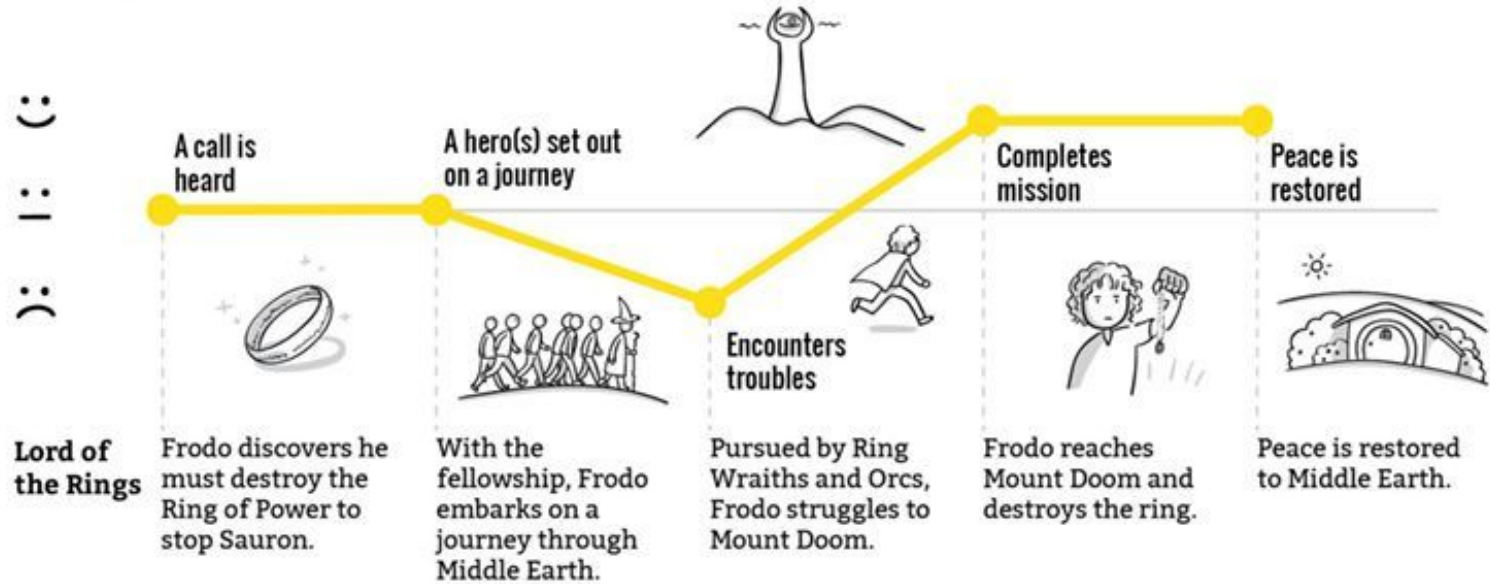 A call is
heard
A hero(s) set out
on a journey
Encounters
troubles
Completes
mission
Peace is
restored
Lord of
the Rings
Frodo discovers he
must destroy the
Ring of Power to
stop Sauron.
With the
fellowship, Frodo
embarks on a
journey through
Middle Earth.
Pursued by Ring
Wraiths and Orcs,
Frodo struggles to
Mount Doom.
Frodo reaches
Mount Doom and
destroys the ring.
Peace is restored
to Middle Earth.